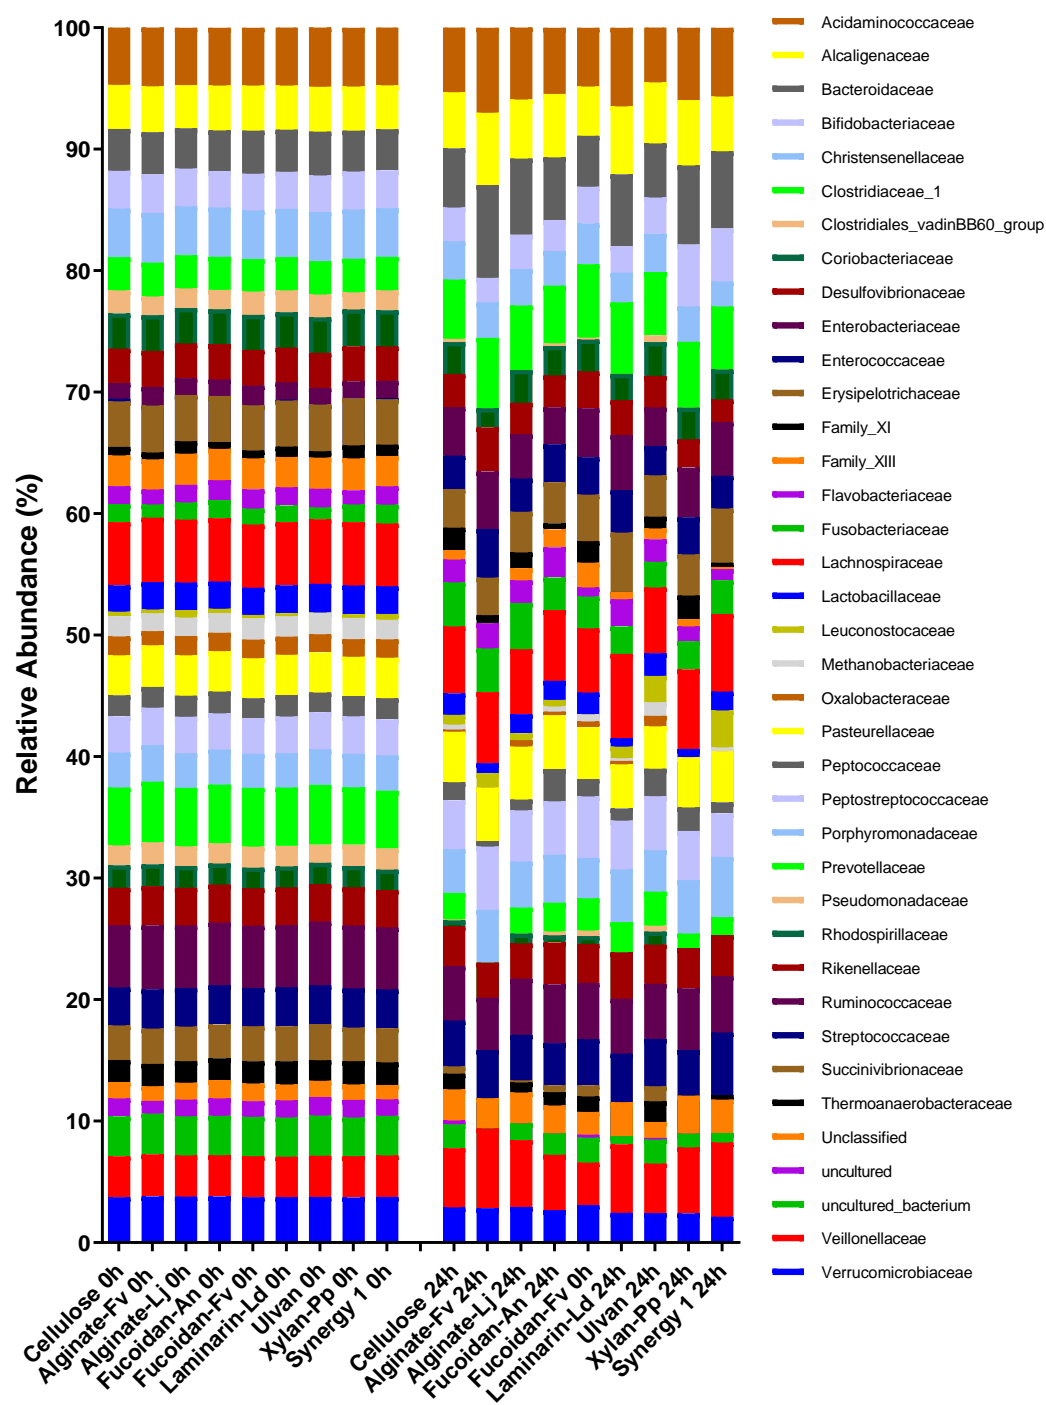 Relative Abundance (%)
100
90
80
70
60
50
40
30
20
10
0
Cellulose 0h
Alginate-Fv 0h
Alginate-Lj 0h
Fucoidan-An 0h
Fucoidan-Fv 0h
Laminarin-Ld 0h
Ulvan 0h
Xylan-Pp 0h
Synergy 1 0h
Cellulose 24h
Alginate-Fv 24h
Alginate-Lj 24h
Fucoidan-An 24h
Fucoidan-Fv 0h
Laminarin-Ld 24h
Ulvan 24h
Xylan-Pp 24h
Synergy 1 24h
Acidaminococcaceae
Alcaligenaceae
Bacteroidaceae
Bifidobacteriaceae
Christensenellaceae
Clostridiaceae_1
Clostridiales_vadinBB60_group
Coriobacteriaceae
Desulfovibrionaceae
Enterobacteriaceae
Enterococcaceae
Erysipelotrichaceae
Family_XI
Family_XIII
Flavobacteriaceae
Fusobacteriaceae
Lachnospiraceae
Lactobacillaceae
Leuconostocaceae
Methanobacteriaceae
Oxalobacteraceae
Pasteurellaceae
Peptococcaceae
Peptostreptococcaceae
Porphyromonadaceae
Prevotellaceae
Pseudomonadaceae
Rhodospirillaceae
Rikenellaceae
Ruminococcaceae
Streptococcaceae
Succinivibrionaceae
Thermoanaerobacteraceae
Unclassified
uncultured
uncultured_bacterium
Veillonellaceae
Verrucomicrobiaceae